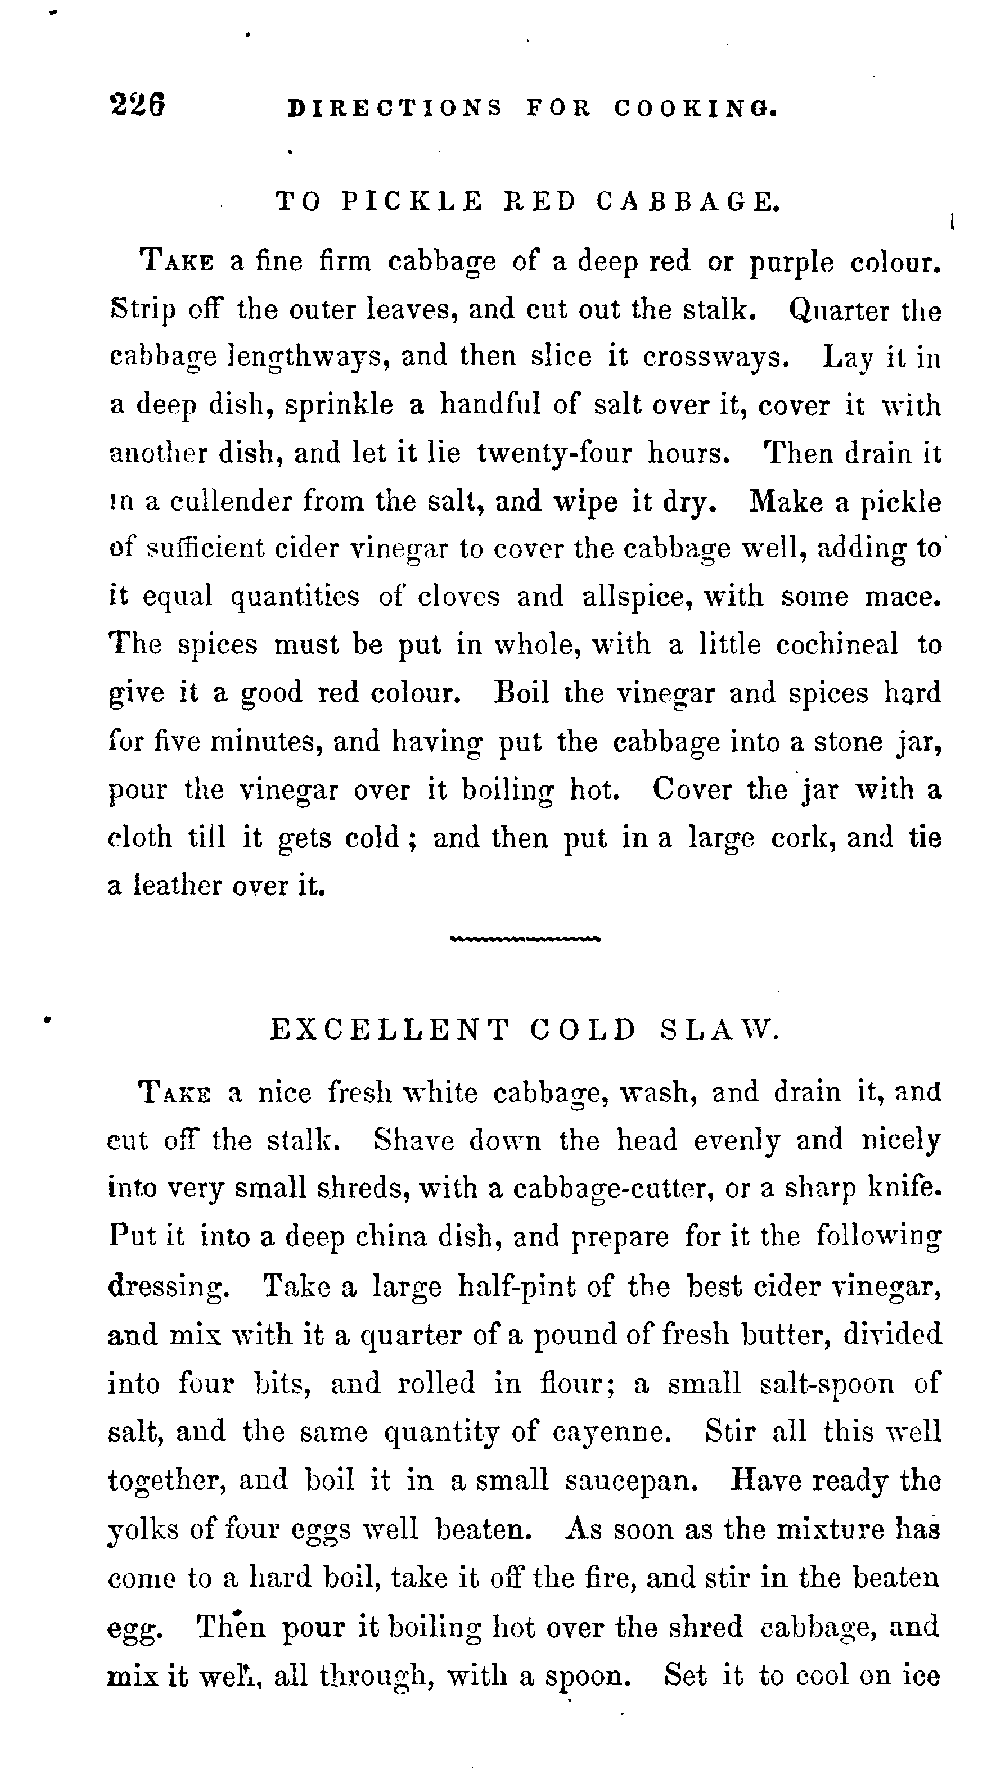 226 DIRECTIONS FOR COOKING.
TO PICKLE RED CABBAGE.
TAKE a fine firm cabbage of a deep red or purple colour.
Strip off the outer leaves, and cut out the stalk. Quarter the
cabbage lengthways, and then slice it crossways. Lay it in
a deep dish, sprinkle a handful of salt over it, cover it with
another dish, and let it lie twenty-four hours. Then drain it
in a cullender from the salt, and wipe it dry. Make a pickle
of sufficient cider vinegar to cover the cabbage well, adding to
it equal quantities of cloves and allspice, with some mace.
The spices must be put in whole, with a little cochineal to
give it a good red colour. Boil the vinegar and spices hard
for five minutes, and having put the cabbage into a stone jar,
pour the vinegar over it boiling hot. Cover the jar with a
cloth till it gets cold; and then put in a large cork, and tie
a leather over it.
EXCELLENT COLD SLAW.
TAKE a nice fresh white cabbage, wash, and drain it, and
cut off the stalk. Shave down the head evenly and nicely
into very small shreds, with a cabbage-cutter, or a sharp knife.
Put it into a deep china dish, and prepare for it the following
dressing. Take a large half-pint of the best cider vinegar,
and mix with it a quarter of a pound of fresh butter, divided
into four bits, and rolled in flour; a small salt-spoon of
salt, and the same quantity of cayenne. Stir all this well
together, and boil it in a small saucepan. Have ready the
yolks of four eggs well beaten. As soon as the mixture has
come to a hard boil, take it off the fire, and stir in the beaten
egg. Then pour it boiling hot over the shred cabbage, and
mix it well, all through, with a spoon. Set it to cool on ice